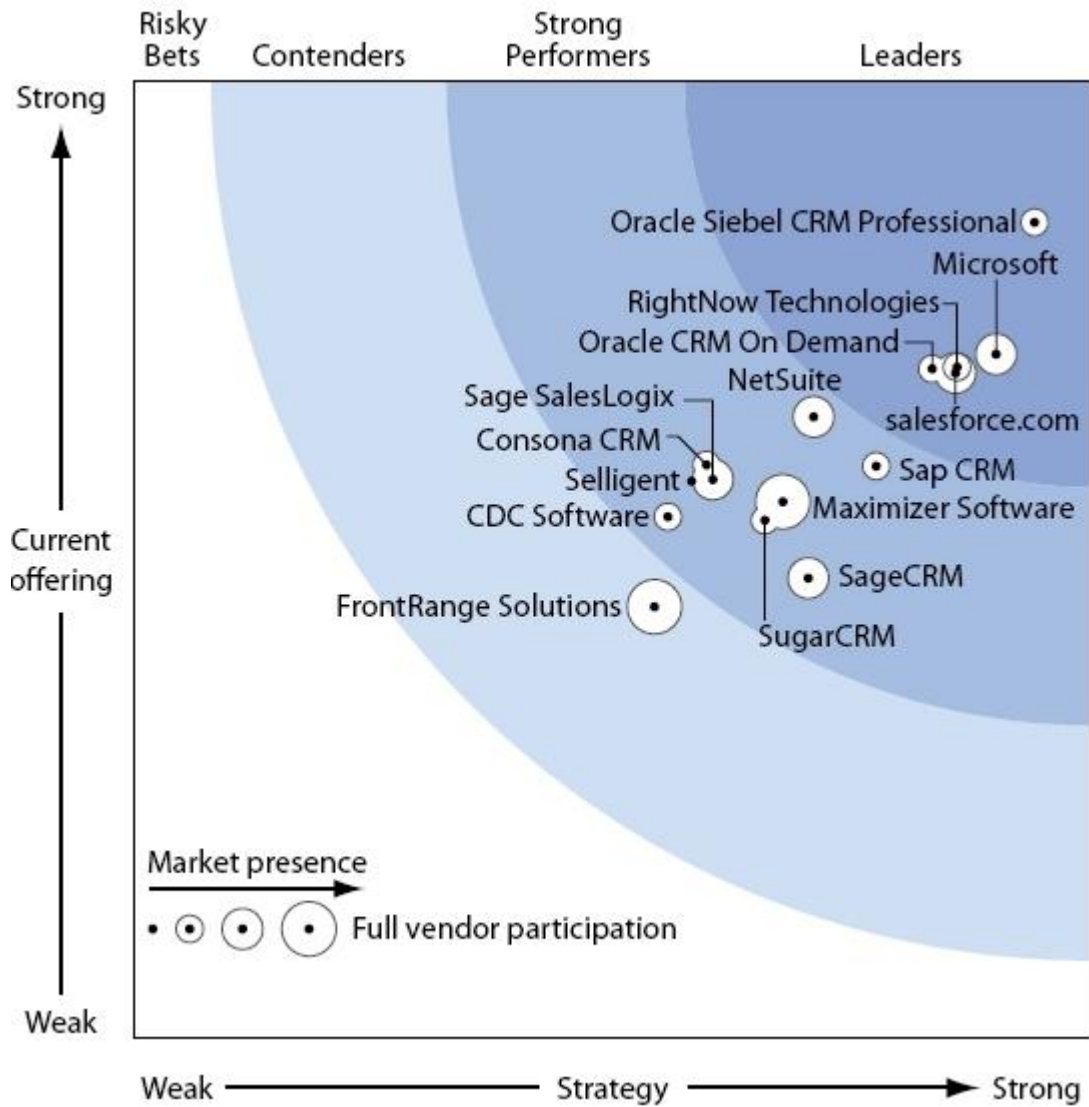 Risky
Bets
Contenders
Strong
Performers
Leaders
Strong
Oracle Siebel CRM Professional
Microsoft
RightNow Technologies
Oracle CRM On Demand
NetSuite
Sage SalesLogix
salesforce.com
Consona CRM
Sap CRM
Selligent
Maximizer Software
CDC Software
Current
offering
SageCRM
FrontRange Solutions
SugarCRM
Market presence
Full vendor participation
Weak
Weak
Strategy
Strong